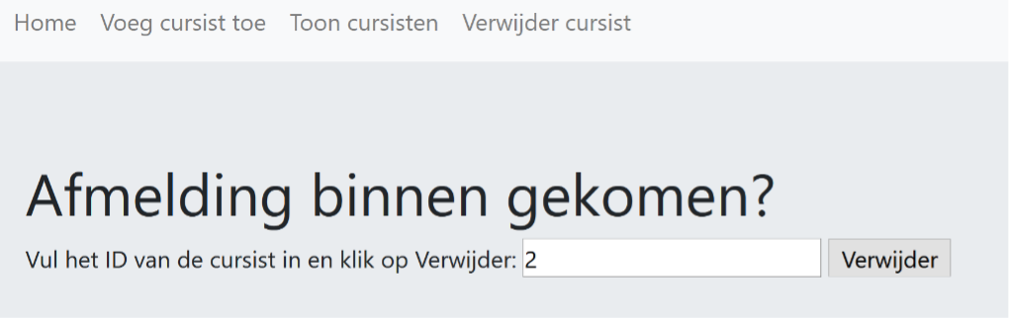 Home Voeg cursist toe Toon cursisten Verwijder cursist
Afmelding binnen gekomen?
Vul het ID van de cursist in en klik op Verwijder: 2 Verwijder